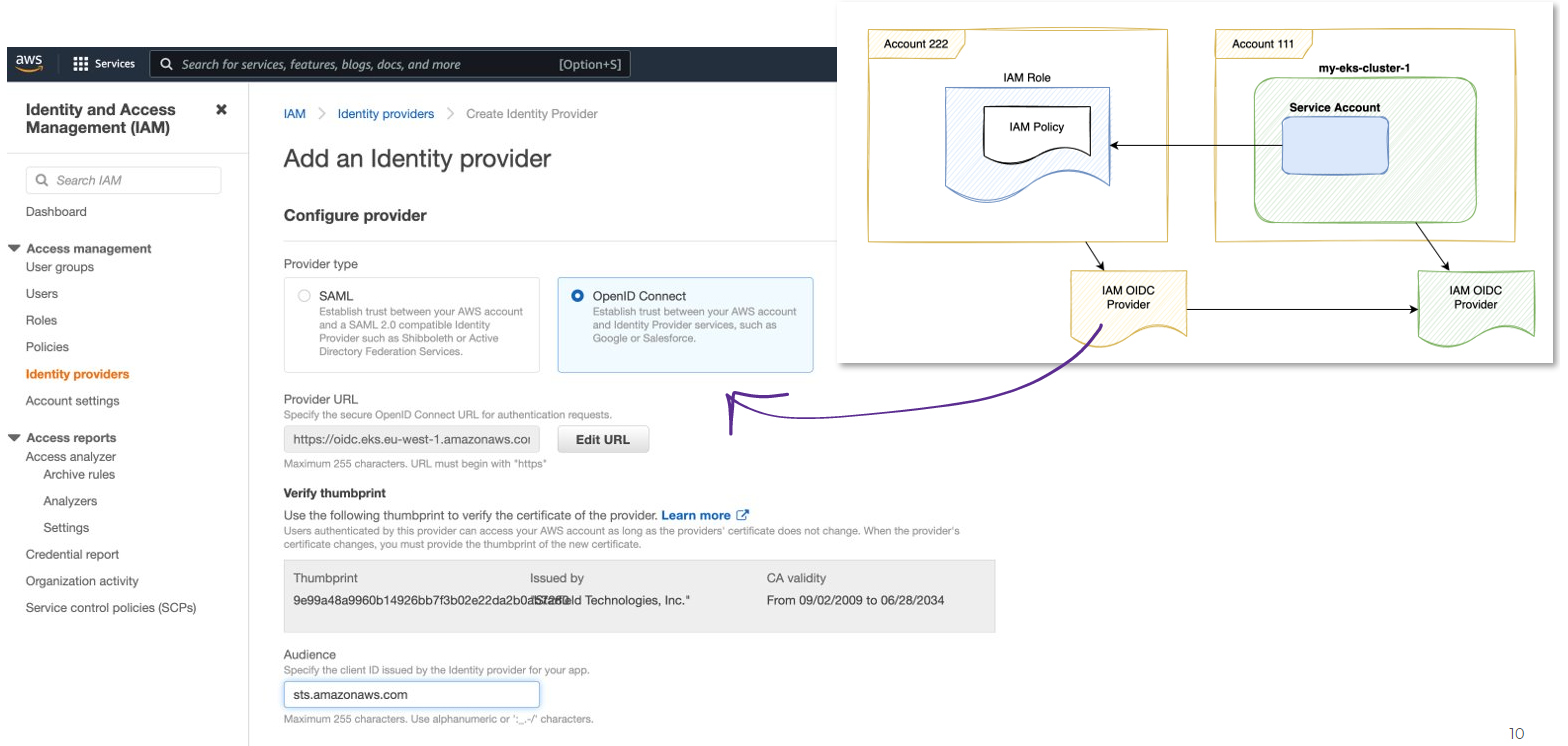 aws
Services
Search for services, features, blogs, docs, and more
[Option+S]
Identity and Access
Management (IAM)
Search IAM
Dashboard
Access management
User groups
Users
Roles
Policies
Identity providers
Account settings
Access reports
Access analyzer
Archive rules
Analyzers
Settings
Credential report
Organization activity
Service control policies (SCPs)
IAM > Identity providers > Create Identity Provider
Add an Identity provider
Configure provider
Provider type
SAML
Establish trust between your AWS account
and a SAML 2.0 compatible Identity
Provider such as Shibboleth or Active
Directory Federation Services.
OpenID Connect
Establish trust between your AWS account
and Identity Provider services, such as
Google or Salesforce.
Provider URL
Specify the secure OpenID Connect URL for authentication requests.
https://oidc.eks.eu-west-1.amazonaws.co
Edit URL
Maximum 255 characters. URL must begin with "https"
Verify thumbprint
Use the following thumbprint to verify the certificate of the provider. Learn more
Users authenticated by this provider can access your AWS account as long as the providers' certificate does not change. When the provider's
certificate changes, you must provide the thumbprint of the new certificate.
Thumbprint
Issued by
CA validity
Technologies, Inc."
From 09/02/2009 to 06/28/2034
Audience
Specify the client ID issued by the Identity provider for your app.
sts.amazonaws.com
Maximum 255 characters. Use alphanumeric or ':_.-/' characters.
Account 222
IAM Role
IAM Policy
Account 111
my-eks-cluster-1
Service Account
IAM OIDC
Provider
IAM OIDC
Provider
10